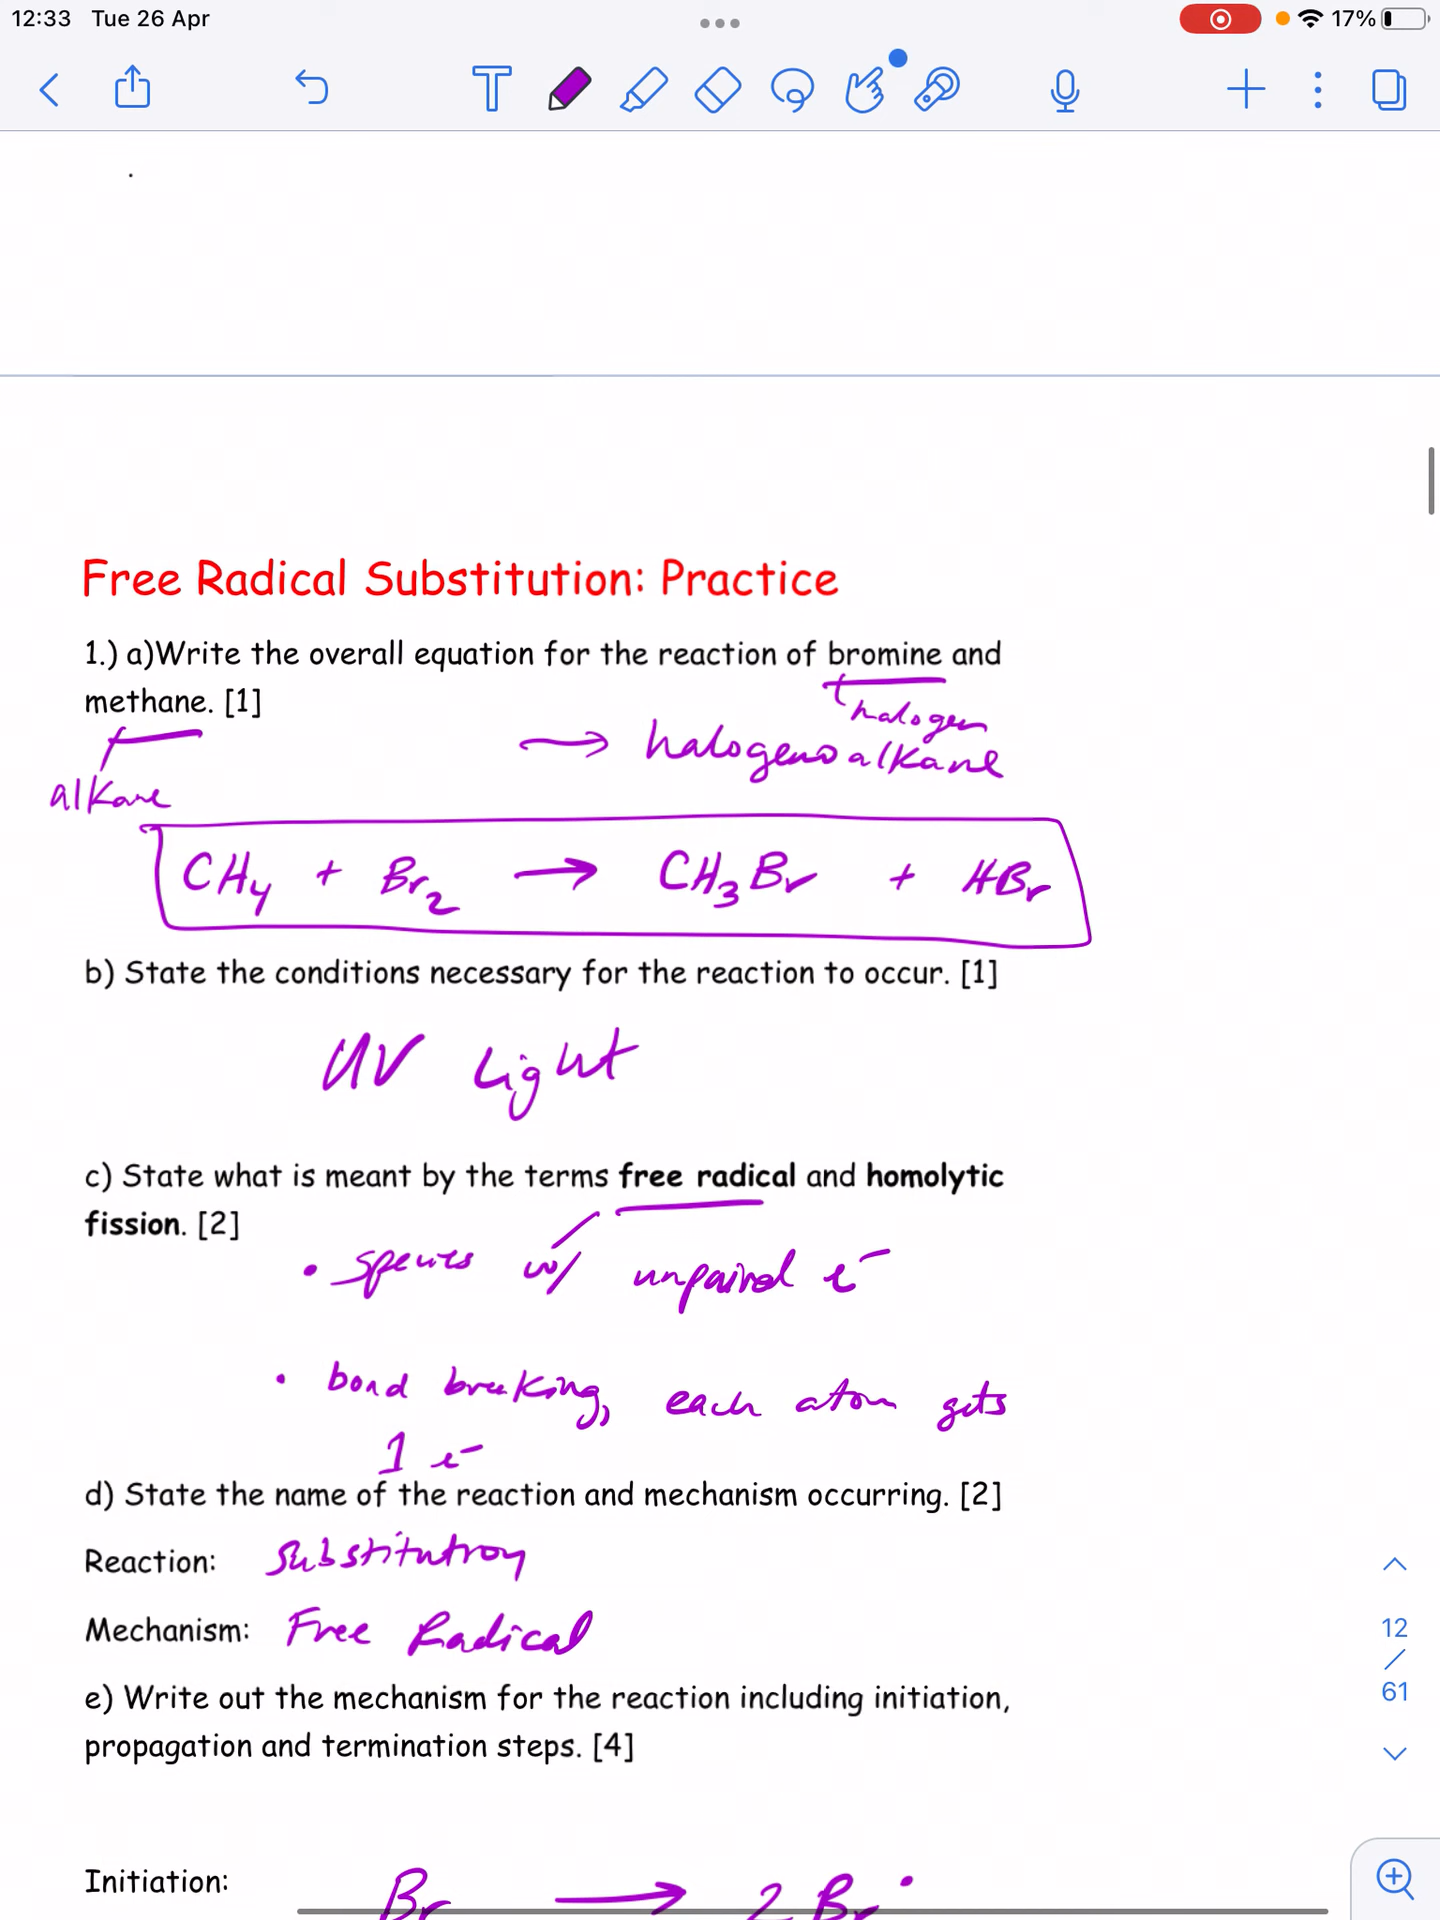 12:33 Tue 26 Apr
17%
T
Free Radical Substitution: Practice
1.) a)Write the overall equation for the reaction of bromine and
methane. [1]
halogen
→ halogenoalkane
alkane
CH4 + Br2 → CH3Br + HBr
b) State the conditions necessary for the reaction to occur. [1]
UV Light
c) State what is meant by the terms free radical and homolytic
fission. [2]
• species w/ unpaired e⁻
• bond breaking, each atom gets
1 e⁻
d) State the name of the reaction and mechanism occurring. [2]
Reaction: Substitution
Mechanism: Free Radical
12
/
61
e) Write out the mechanism for the reaction including initiation,
propagation and termination steps. [4]
Initiation: Br → 2 Br•